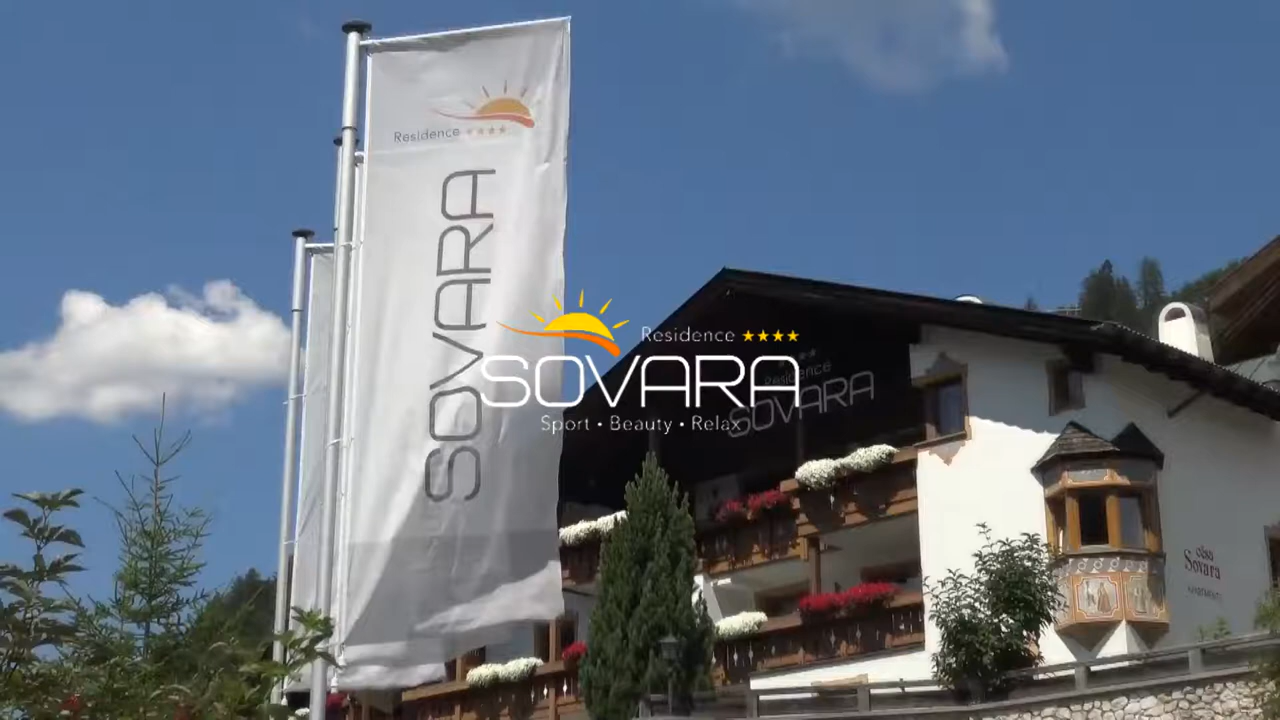 Residence ★★★★
SOVARA
Residence ★★★★
SOVARA
Sport • Beauty • Relax
Residence
SOVARA
Sovara